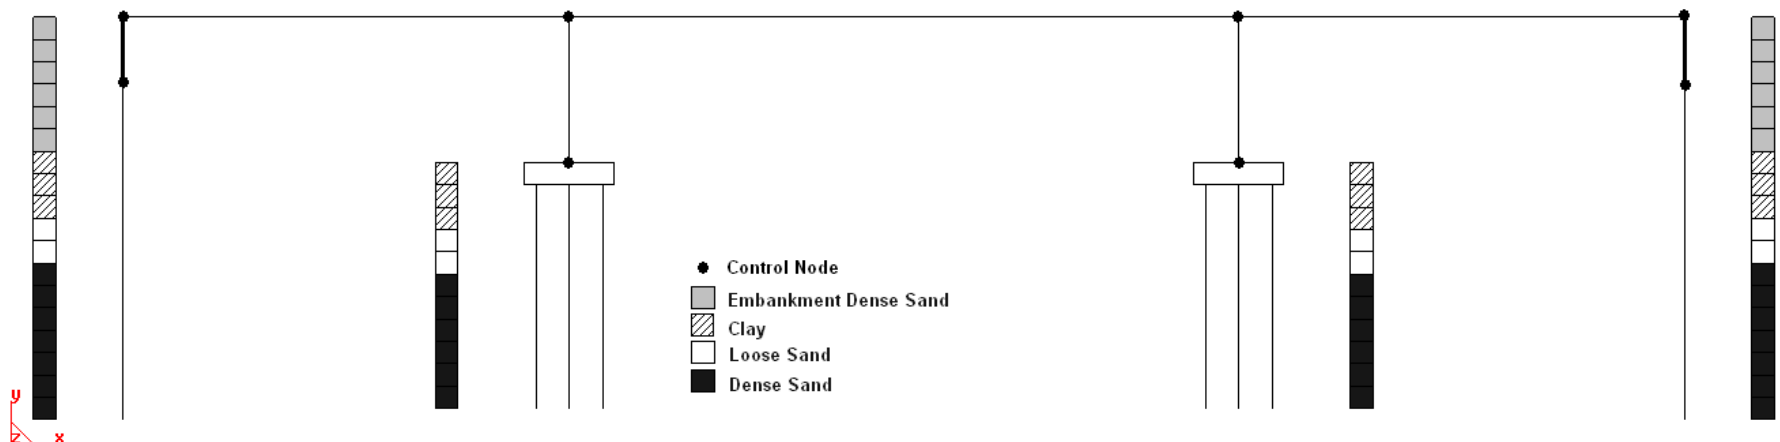 Control Node
Embankment Dense Sand
Clay
Loose Sand
Dense Sand
y
z x